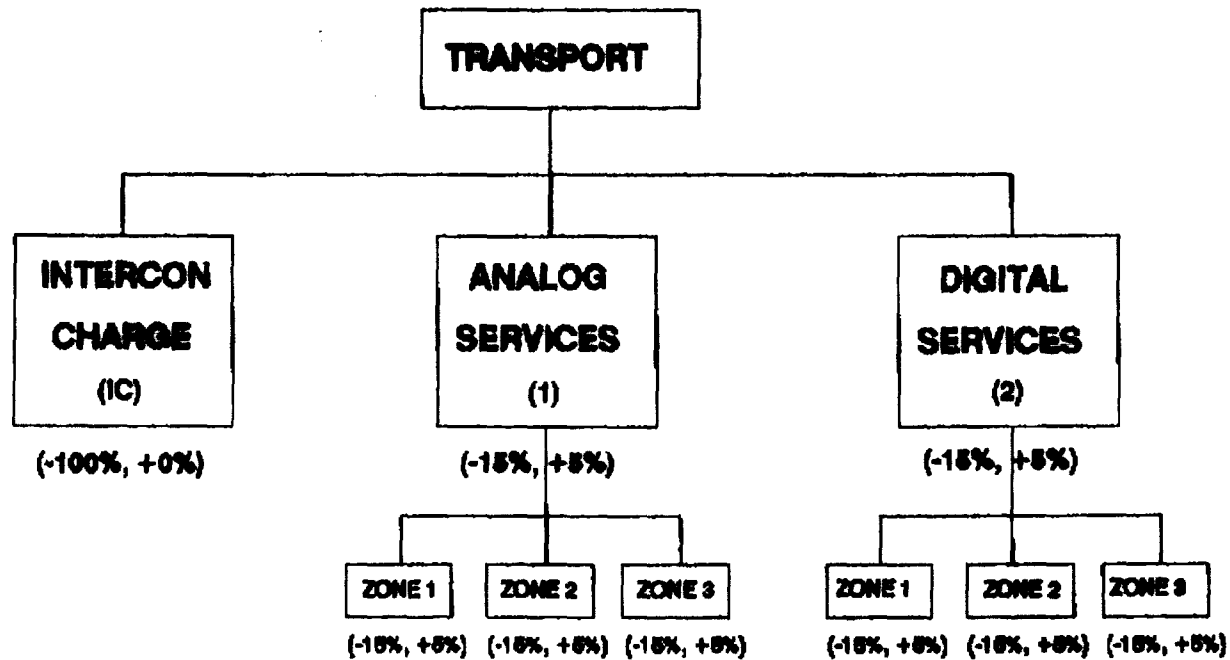 TRANSPORT
INTERCON
CHARGE
(IC)
(-100%, +0%)
ANALOG
SERVICES
(1)
(-15%, +5%)
DIGITAL
SERVICES
(2)
(-15%, +5%)
ZONE 1
ZONE 2
ZONE 3
ZONE 1
ZONE 2
ZONE 3
(-15%, +5%)
(-15%, +5%)
(-15%, +5%)
(-15%, +5%)
(-15%, +5%)
(-15%, +5%)